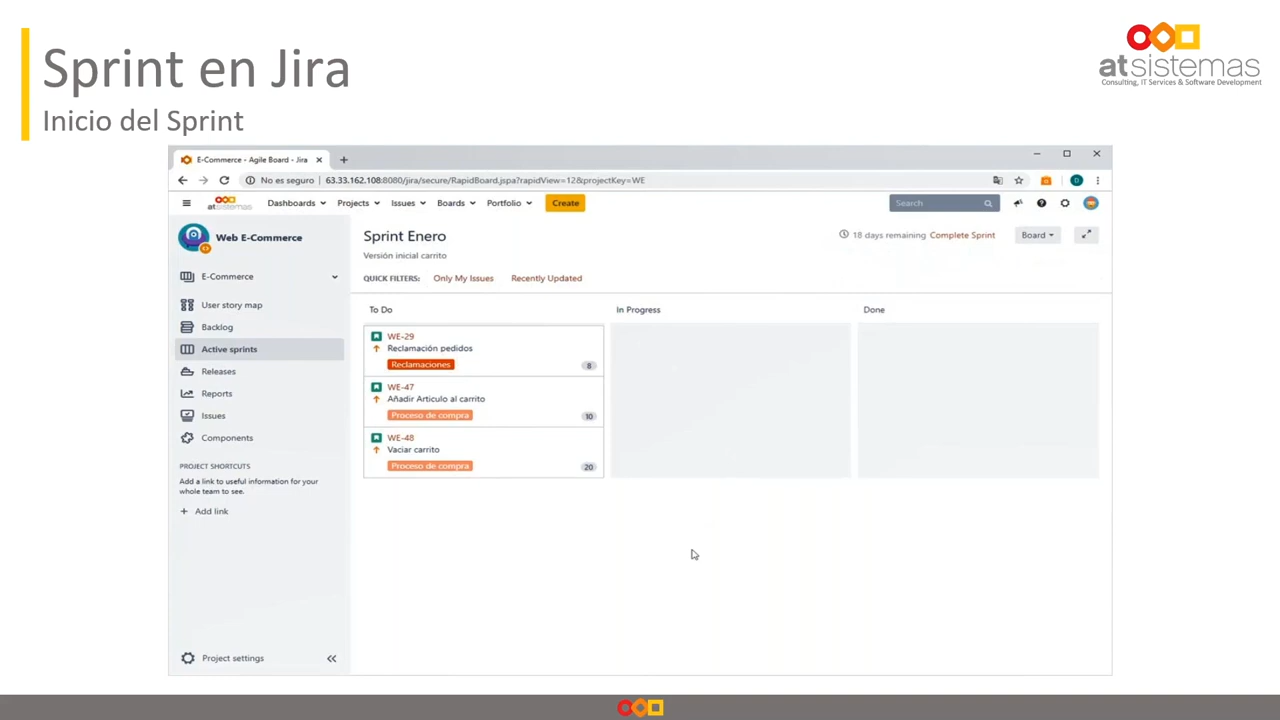 Sprint en Jira
Inicio del Sprint
atsistemas
Consulting, IT Services & Software Development
E-Commerce - Agile Board - Jira
No es seguro | 63.33.162.108:8080/jira/secure/RapidBoard.jspa?rapidView=12&projectKey=WE
atsistemas
Dashboards
Projects
Issues
Boards
Portfolio
Create
Search
Web E-Commerce
E-Commerce
User story map
Backlog
Active sprints
Releases
Reports
Issues
Components
PROJECT SHORTCUTS
Add a link to useful information for your
whole team to see.
+ Add link
Project settings
Sprint Enero
Versión inicial carrito
18 days remaining Complete Sprint
Board
QUICK FILTERS: Only My Issues Recently Updated
To Do
In Progress
Done
WE-29
Reclamación pedidos
Reclamaciones 8
WE-47
Añadir Articulo al carrito
Proceso de compra 10
WE-48
Vaciar carrito
Proceso de compra 20